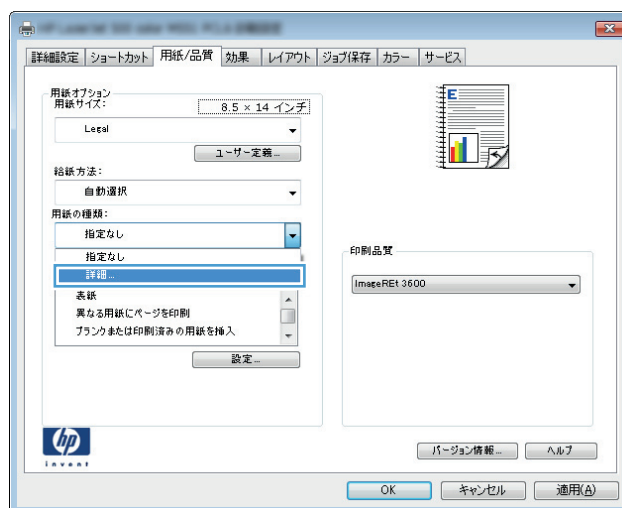 詳細設定 ショートカット 用紙/品質 効果 レイアウト ジョブ保存 カラー サービス
用紙オプション
用紙サイズ: 8.5 × 14 インチ
Legal
ユーザー定義...
給紙方法:
自動選択
用紙の種類:
指定なし
指定なし
詳細...
表紙
異なる用紙にページを印刷
ブランクまたは印刷済みの用紙を挿入
設定...
E
印刷品質
ImageREt 3600
hp
invent
バージョン情報... ヘルプ
OK キャンセル 適用(A)